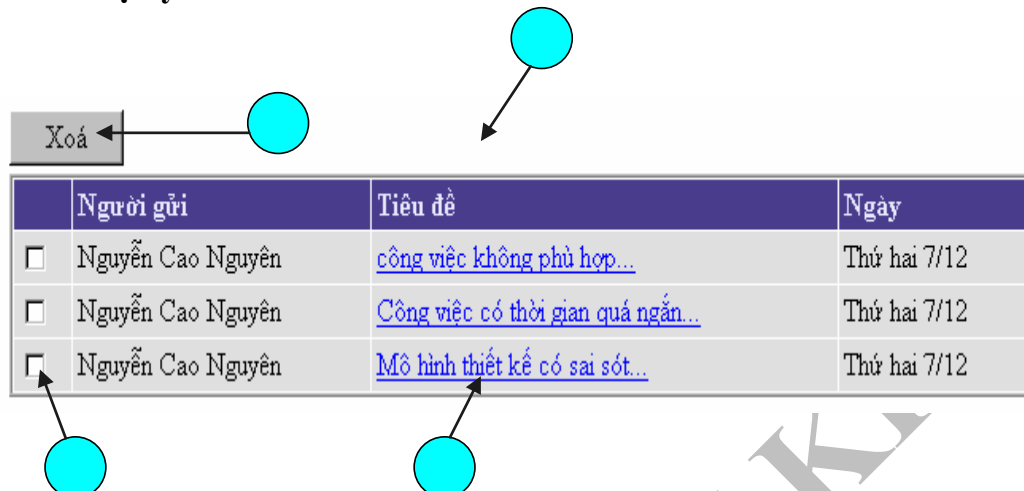 Xoá
Người gửi Tiêu đề Ngày
Nguyễn Cao Nguyên công việc không phù hợp... Thứ hai 7/12
Nguyễn Cao Nguyên Công việc có thời gian quá ngắn... Thứ hai 7/12
Nguyễn Cao Nguyên Mô hình thiết kế có sai sót... Thứ hai 7/12